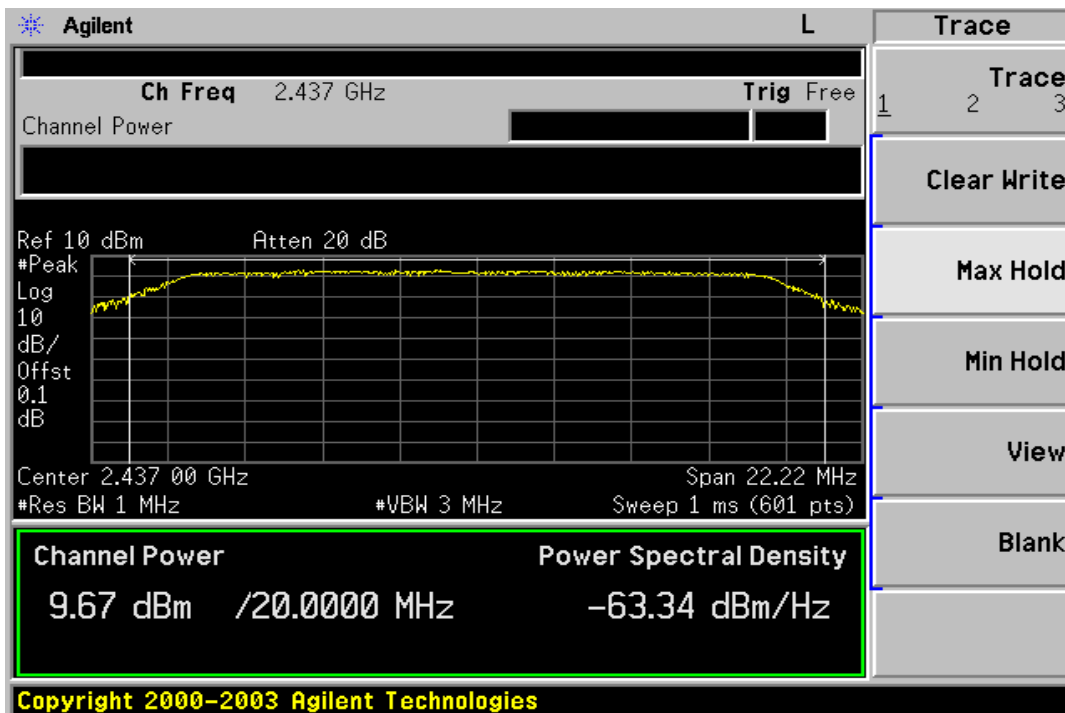 Agilent L Trace
Ch Freq 2.437 GHz Trig Free
Channel Power
Trace
1 2 3
Clear Write
Max Hold
Min Hold
View
Blank
Ref 10 dBm Atten 20 dB
#Peak
Log
10
dB/
Offst
0.1
dB
Center 2.437 00 GHz Span 22.22 MHz
#Res BW 1 MHz #VBW 3 MHz Sweep 1 ms (601 pts)
Channel Power Power Spectral Density
9.67 dBm /20.0000 MHz -63.34 dBm/Hz
Copyright 2000-2003 Agilent Technologies